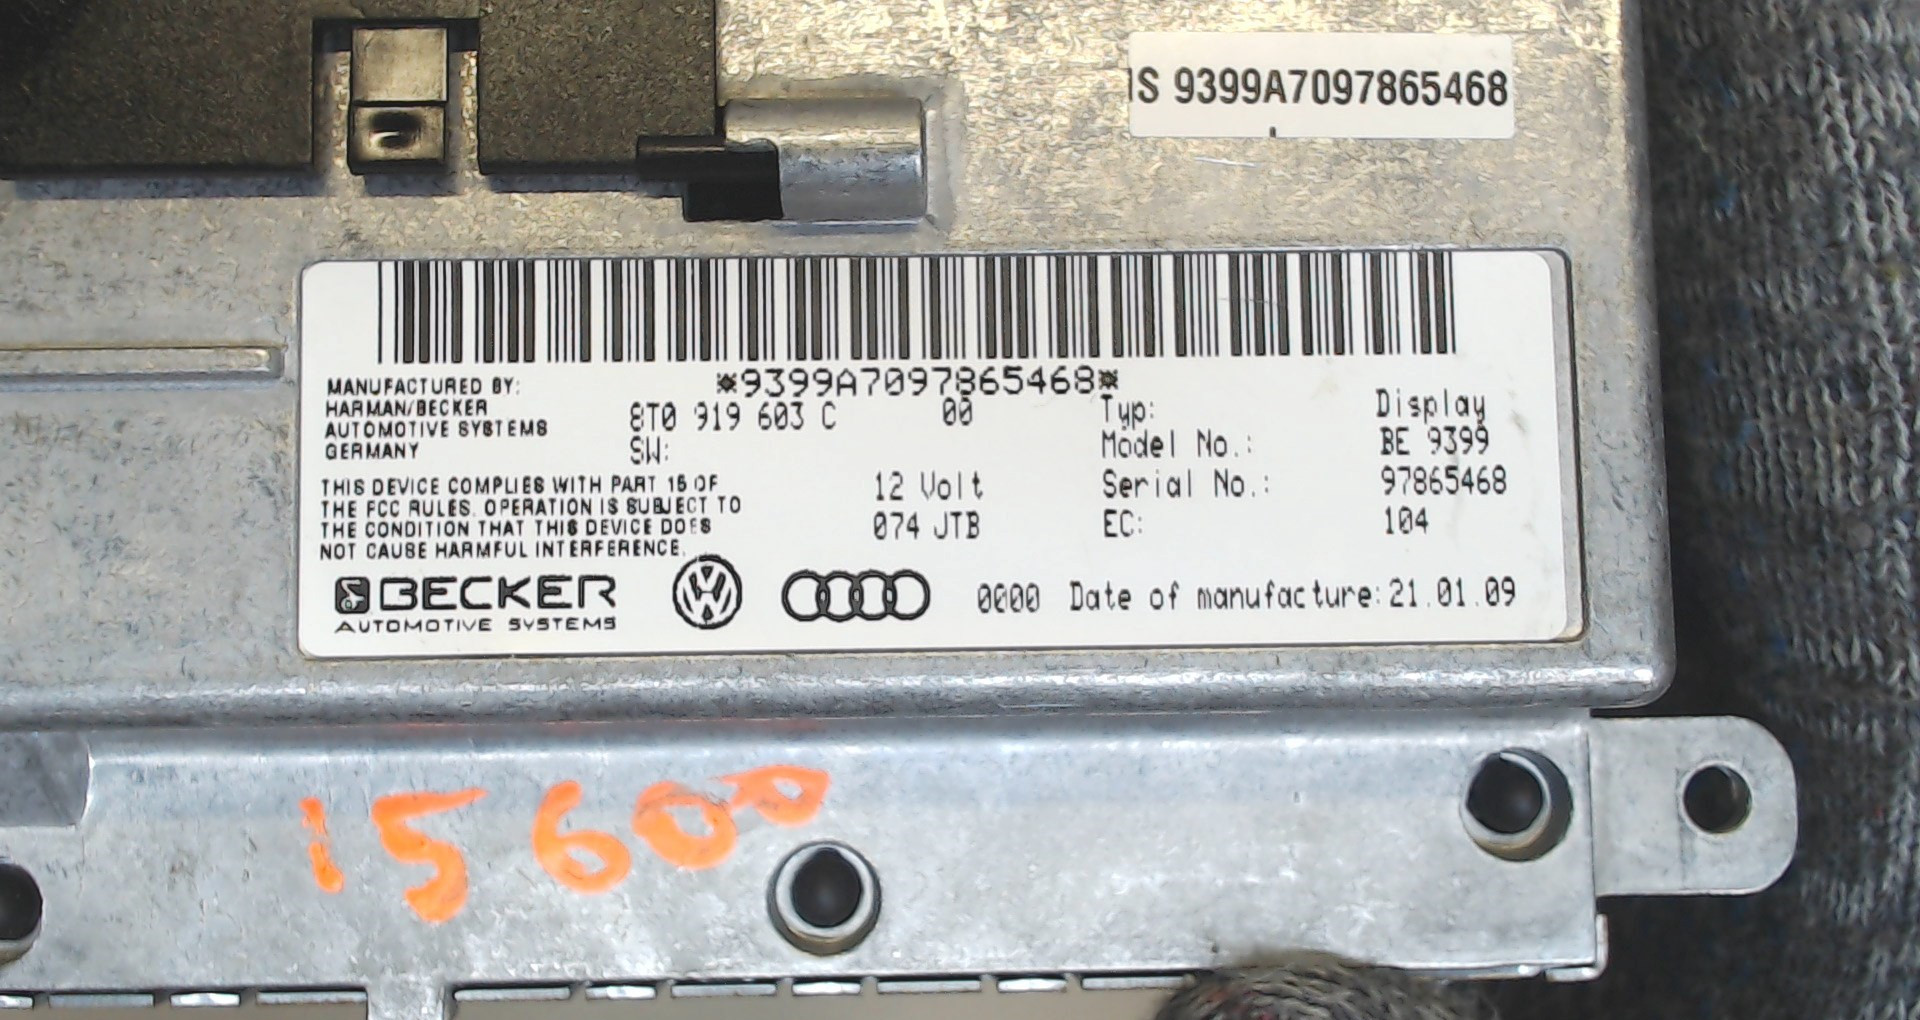 IS 9399A7097865468
*9399A7097865468*
MANUFACTURED BY:
HARMAN/BECKER
AUTOMOTIVE SYSTEMS
GERMANY
8T0 919 603 C 00
SW:
Typ: Display
Model No.: BE 9399
Serial No.: 97865468
EC: 104
12 Volt
074 JTB
THIS DEVICE COMPLIES WITH PART 15 OF
THE FCC RULES. OPERATION IS SUBJECT TO
THE CONDITION THAT THIS DEVICE DOES
NOT CAUSE HARMFUL INTERFERENCE.
BECKER
AUTOMOTIVE SYSTEMS
0000 Date of manufacture: 21.01.09
15600